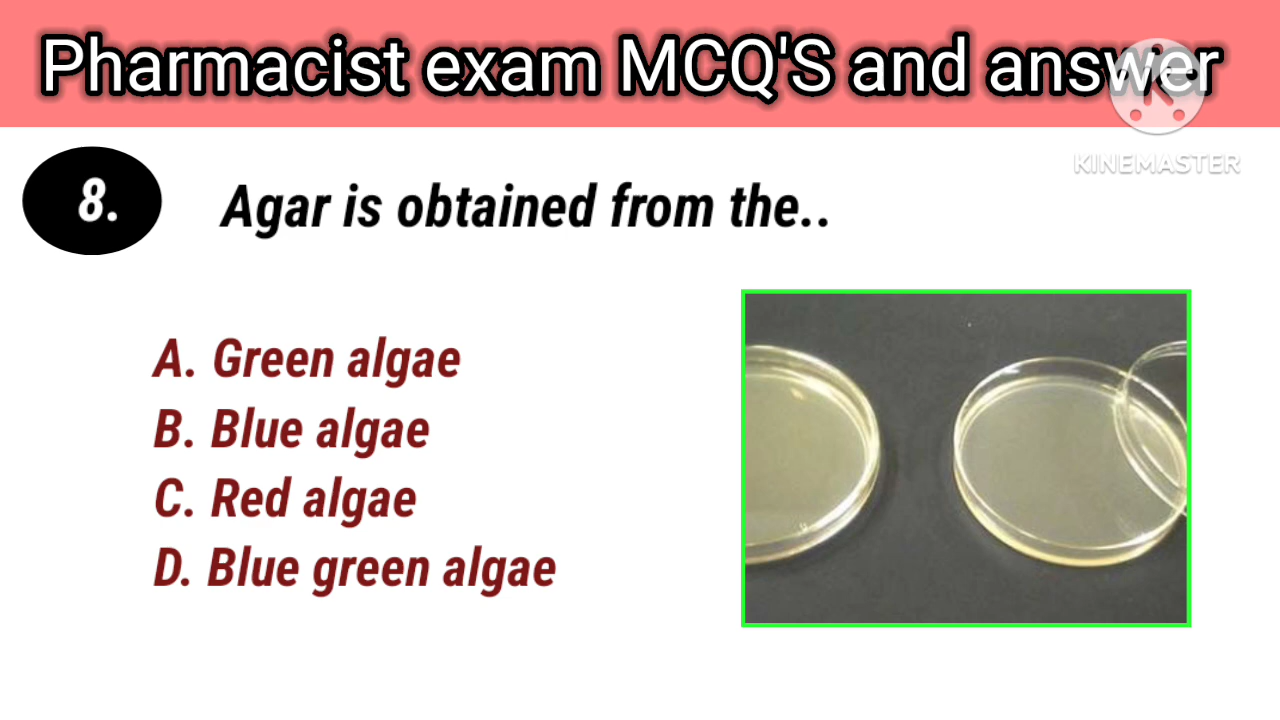 Pharmacist exam MCQ'S and answer
KINEMASTER
8. Agar is obtained from the..
A. Green algae
B. Blue algae
C. Red algae
D. Blue green algae